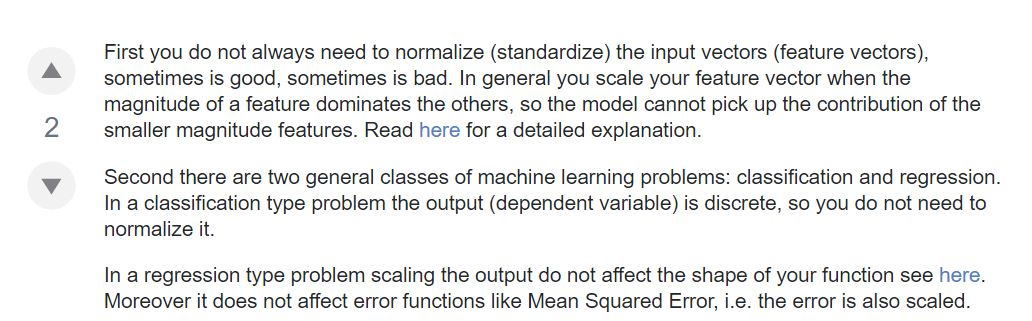 First you do not always need to normalize (standardize) the input vectors (feature vectors),
sometimes is good, sometimes is bad. In general you scale your feature vector when the
magnitude of a feature dominates the others, so the model cannot pick up the contribution of the
2
smaller magnitude features. Read here for a detailed explanation.
Second there are two general classes of machine learning problems: classification and regression.
In a classification type problem the output (dependent variable) is discrete, so you do not need to
normalize it.
In a regression type problem scaling the output do not affect the shape of your function see here.
Moreover it does not affect error functions like Mean Squared Error, i.e. the error is also scaled.